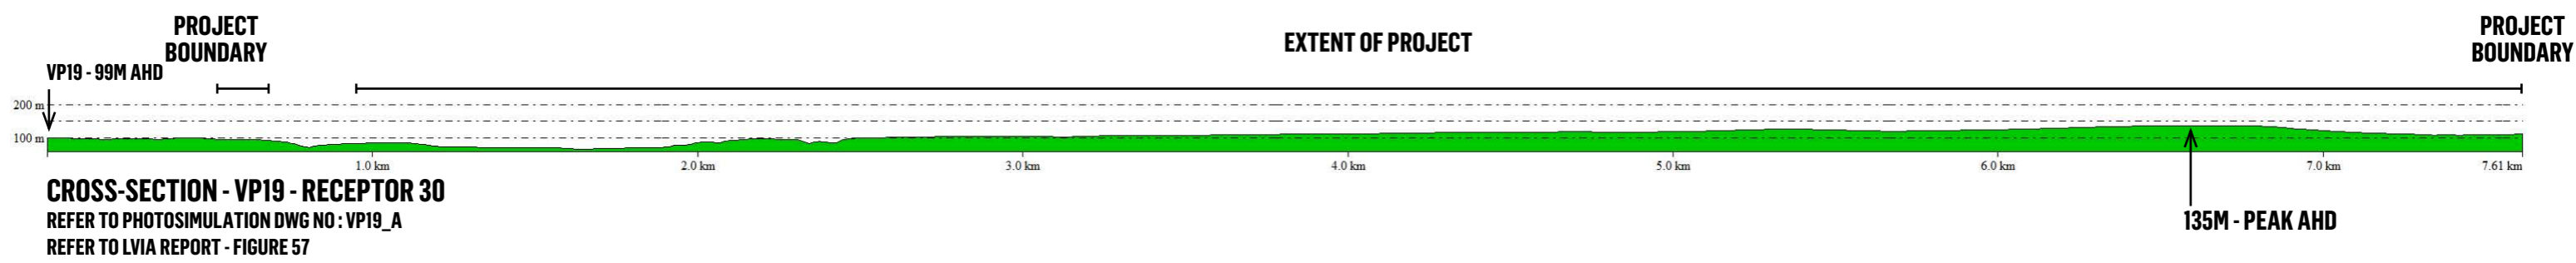 PROJECT
BOUNDARY
EXTENT OF PROJECT
PROJECT
BOUNDARY
VP19 - 99M AHD
200 m
100 m
1.0 km
2.0 km
3.0 km
4.0 km
5.0 km
6.0 km
7.0 km
7.61 km
CROSS-SECTION - VP19 - RECEPTOR 30
REFER TO PHOTOSIMULATION DWG NO : VP19_A
REFER TO LVIA REPORT - FIGURE 57
135M - PEAK AHD